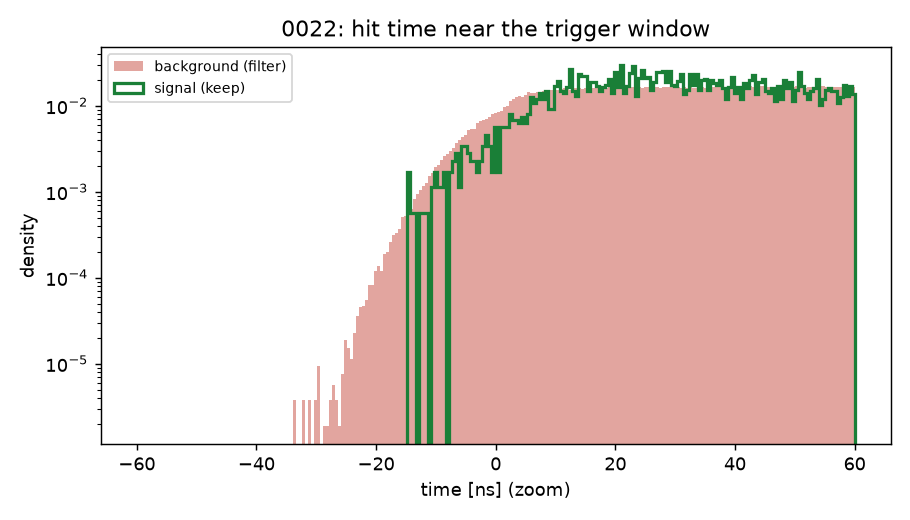 0022: hit time near the trigger window
background (filter)
signal (keep)
density
10⁻²
10⁻³
10⁻⁴
10⁻⁵
−60 −40 −20 0 20 40 60
time [ns] (zoom)